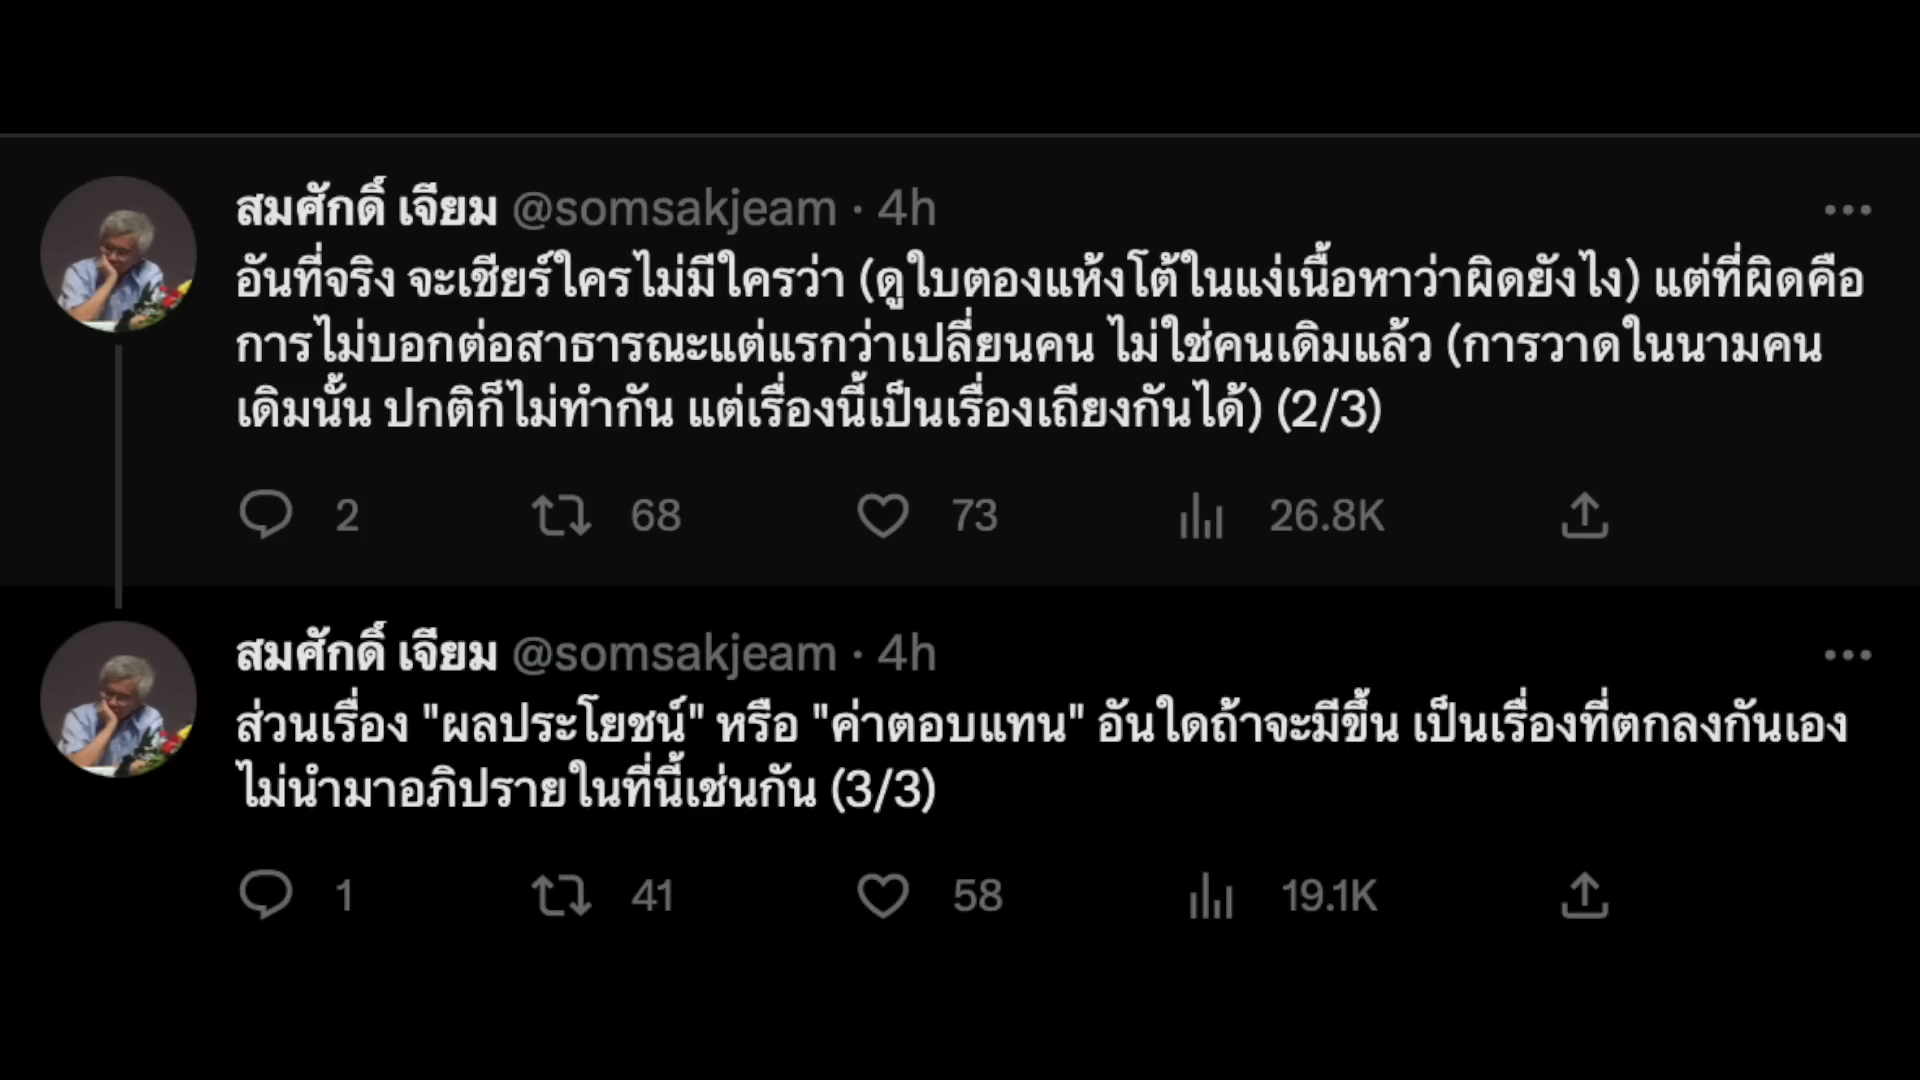 สมศักดิ์ เจียม @somsakjeam · 4h
อันที่จริง จะเชียร์ใครไม่มีใครว่า (ดูใบตองแห้งโต้ในแง่เนื้อหาว่าผิดยังไง) แต่ที่ผิดคือ
การไม่บอกต่อสาธารณะแต่แรกว่าเปลี่ยนคน ไม่ใช่คนเดิมแล้ว (การวาดในนามคน
เดิมนั้น ปกติก็ไม่ทำกัน แต่เรื่องนี้เป็นเรื่องเถียงกันได้) (2/3)
2 68 73 26.8K
สมศักดิ์ เจียม @somsakjeam · 4h
ส่วนเรื่อง "ผลประโยชน์" หรือ "ค่าตอบแทน" อันใดถ้าจะมีขึ้น เป็นเรื่องที่ตกลงกันเอง
ไม่นำมาอภิปรายในที่นี้เช่นกัน (3/3)
1 41 58 19.1K